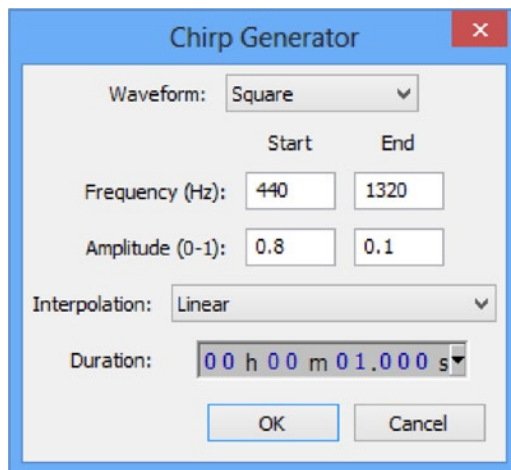 Chirp Generator
Waveform: Square
Start End
Frequency (Hz): 440 1320
Amplitude (0-1): 0.8 0.1
Interpolation: Linear
Duration: 00 h 00 m 01.000 s
OK Cancel